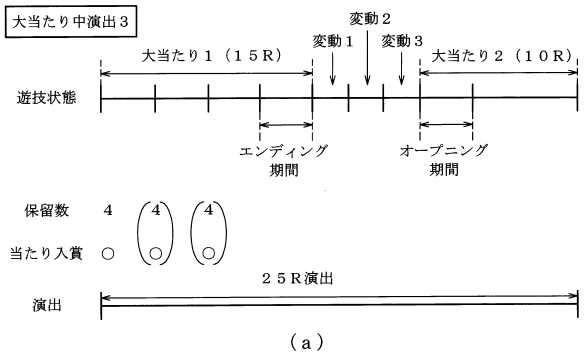 大当たり中演出３
変動２
変動１
変動３
大当たり１（１５Ｒ）
大当たり２（１０Ｒ）
遊技状態
エンディング
期間
オープニング
期間
保留数 ４ ４ ４
当たり入賞 ○ ○ ○
２５Ｒ演出
演出
（ａ）